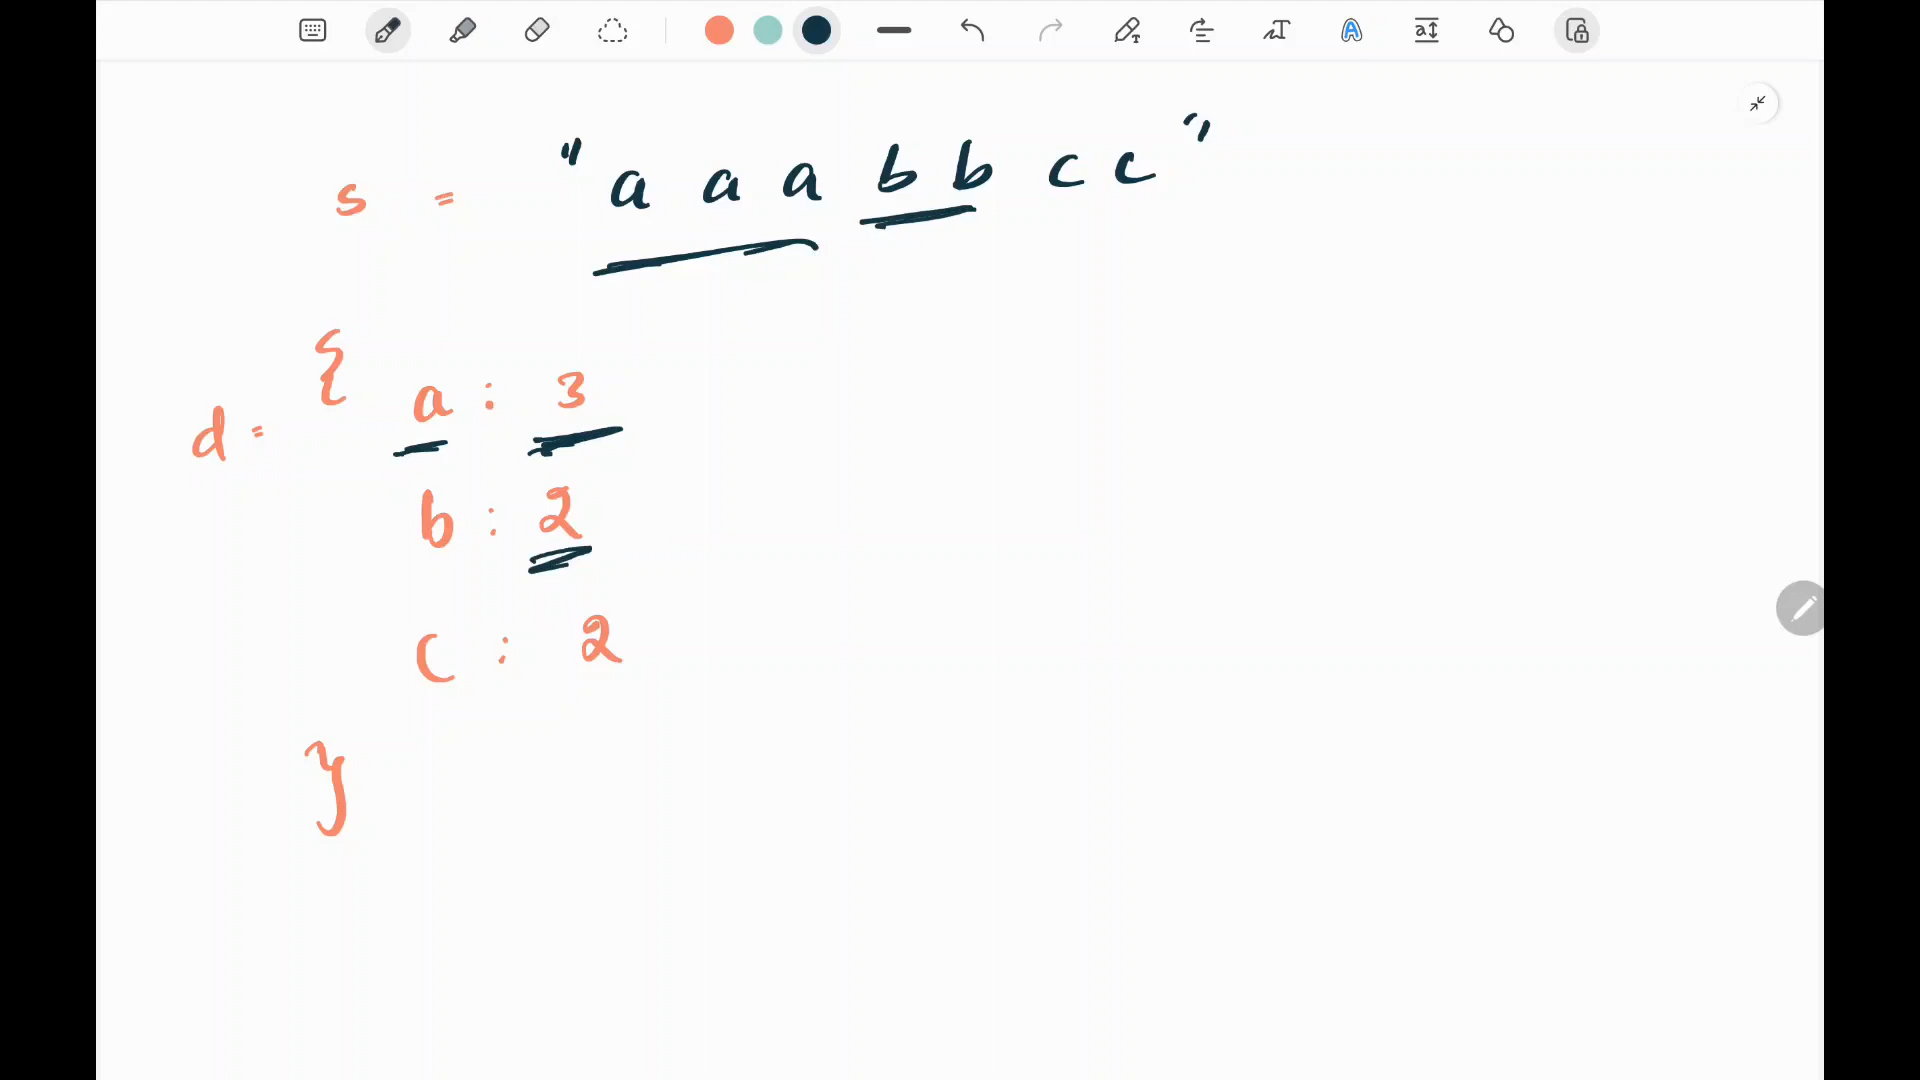 s = "a a a b b c c"
d = {
a : 3
b : 2
c : 2
}